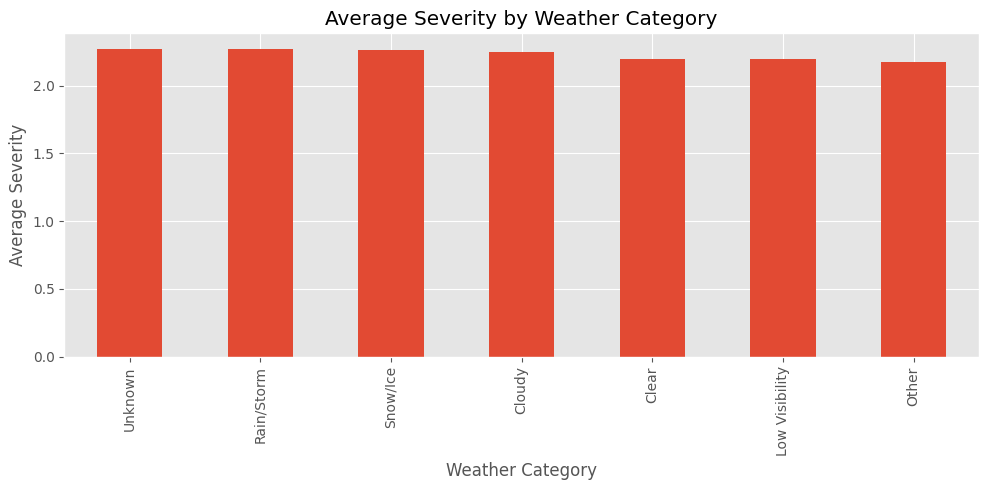 Average Severity by Weather Category
Average Severity
2.0
1.5
1.0
0.5
0.0
Unknown
Rain/Storm
Snow/Ice
Cloudy
Clear
Low Visibility
Other
Weather Category